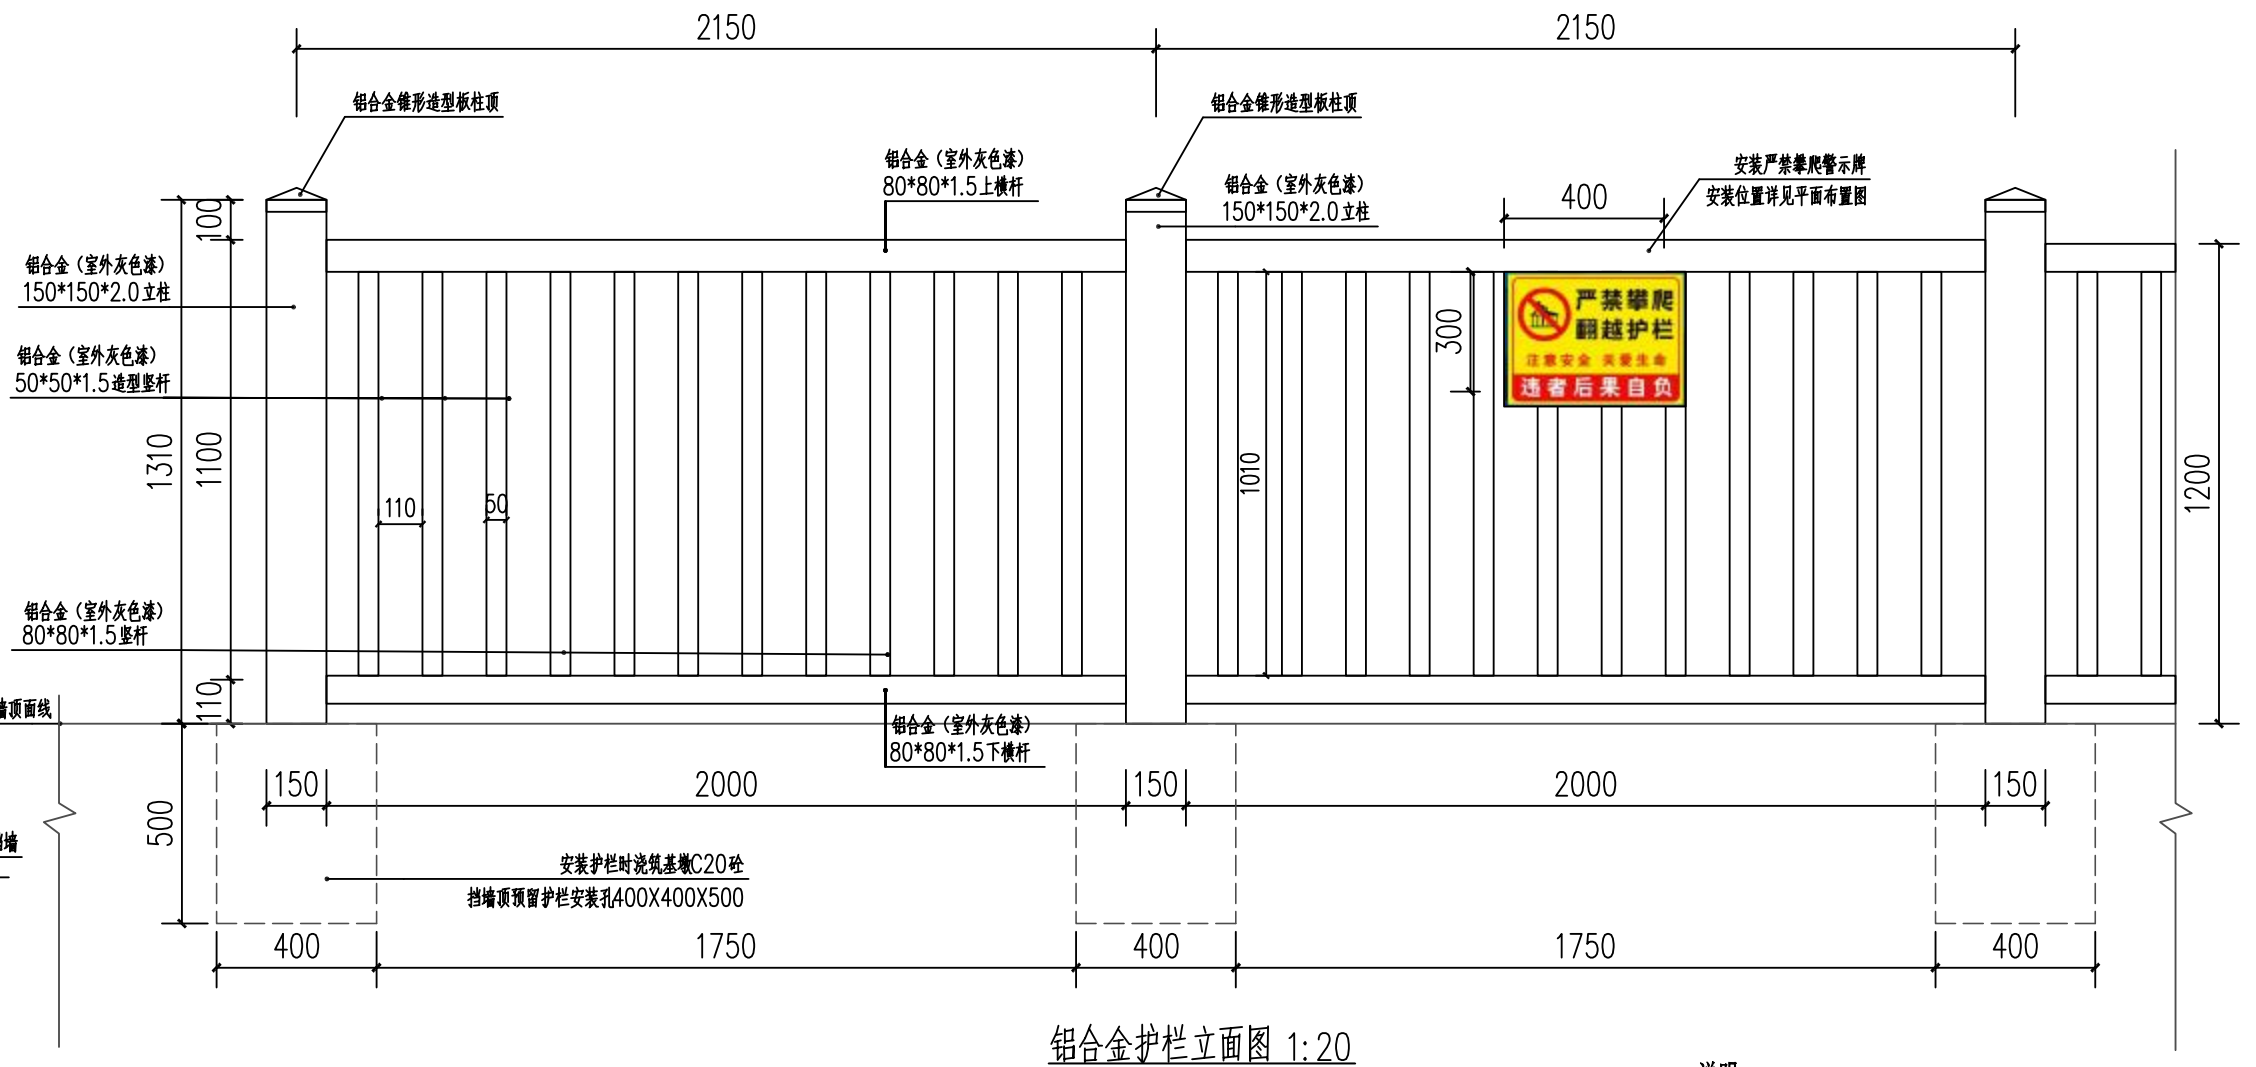 2150
2150
铝合金锥形造型板柱顶
铝合金锥形造型板柱顶
铝合金（室外灰色漆）
80*80*1.5上横杆
铝合金（室外灰色漆）
150*150*2.0立柱
400
安装严禁攀爬警示牌
安装位置详见平面布置图
100
铝合金（室外灰色漆）
150*150*2.0立柱
铝合金（室外灰色漆）
50*50*1.5造型竖杆
严禁攀爬
翻越护栏
注意安全 关爱生命
违者后果自负
300
1310
1100
1010
1200
110
50
铝合金（室外灰色漆）
80*80*1.5竖杆
110
墙顶面线
铝合金（室外灰色漆）
80*80*1.5下横杆
150
2000
150
2000
150
500
挡墙
安装护栏时浇筑基墩C20砼
挡墙顶预留护栏安装孔400X400X500
400
1750
400
1750
400
铝合金护栏立面图 1:20